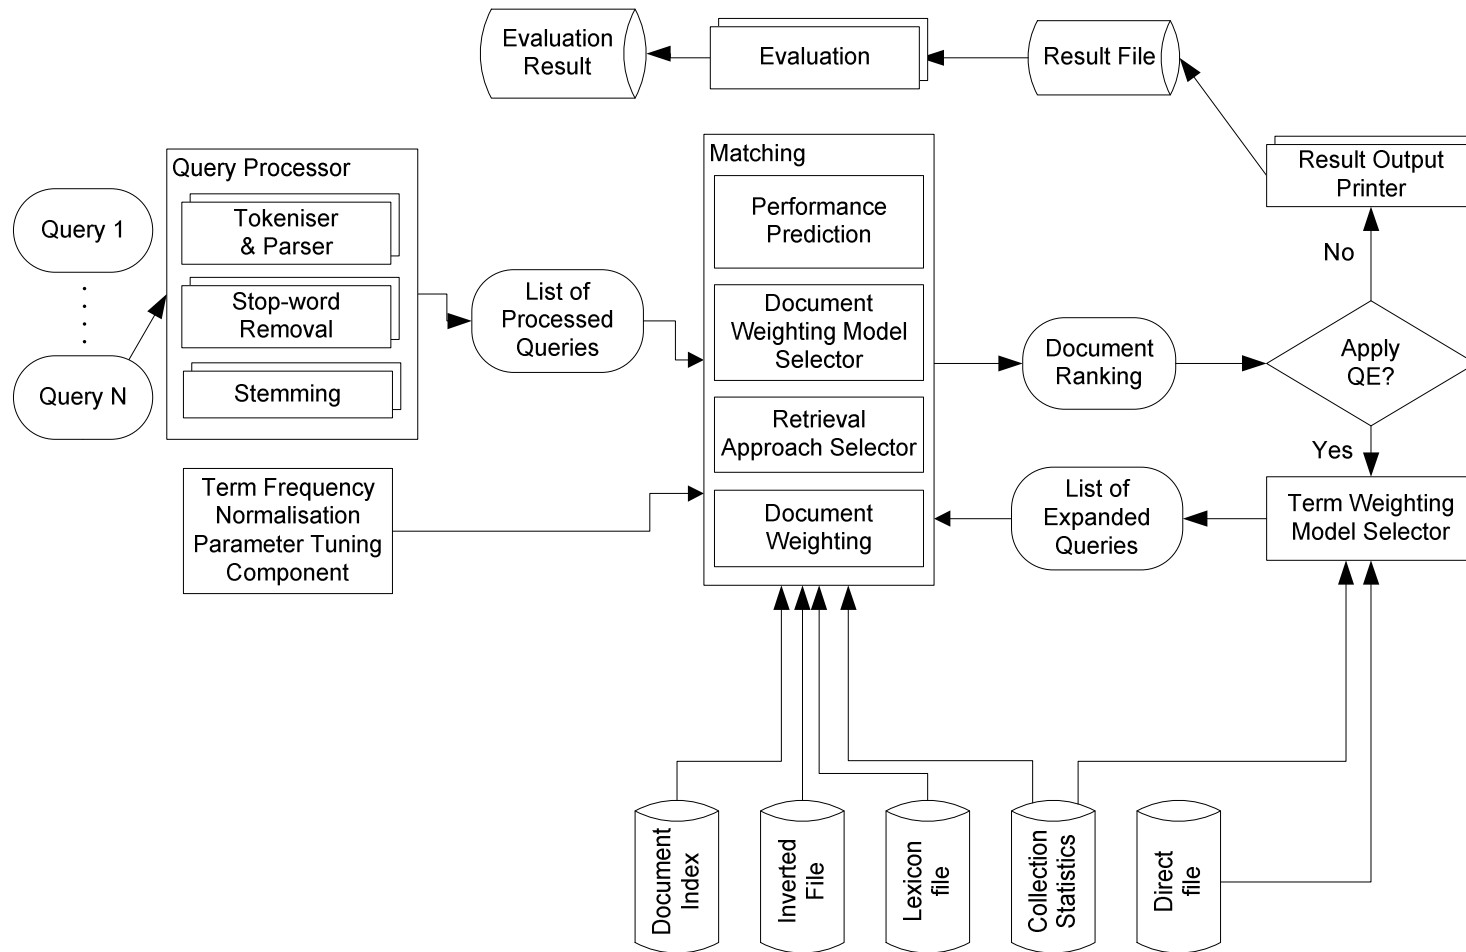 Evaluation
Result
Evaluation
Result File
Query Processor
Tokeniser
& Parser
Stop-word
Removal
Stemming
Query 1
Query N
List of
Processed
Queries
Matching
Performance
Prediction
Document
Weighting Model
Selector
Retrieval
Approach Selector
Document
Weighting
Document
Ranking
Result Output
Printer
No
Apply
QE?
Yes
Term Frequency
Normalisation
Parameter Tuning
Component
List of
Expanded
Queries
Term Weighting
Model Selector
Document
Index
Inverted
File
Lexicon
file
Collection
Statistics
Direct
file